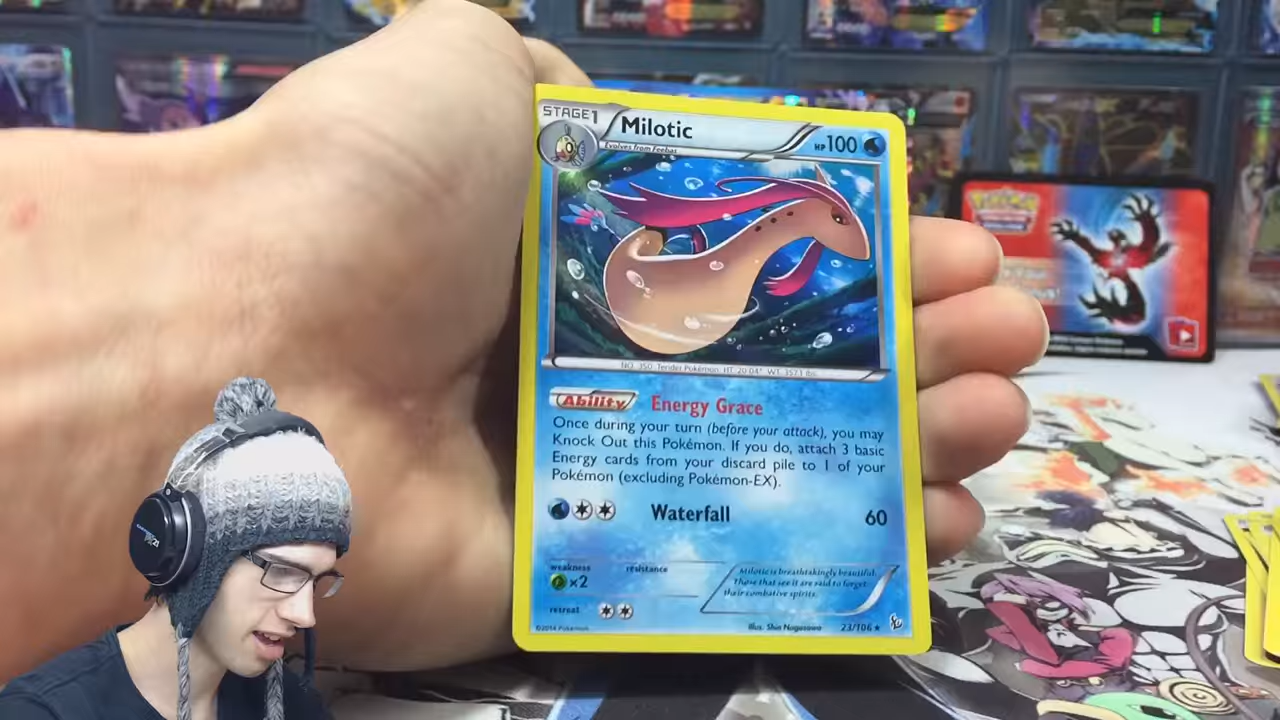 STAGE1
Milotic
HP100
Evolves from Feebas
NO. 350 Tender Pokémon HT: 20'04" WT: 357.1 lbs.
Ability Energy Grace
Once during your turn (before your attack), you may
Knock Out this Pokémon. If you do, attach 3 basic
Energy cards from your discard pile to 1 of your
Pokémon (excluding Pokémon-EX).
Waterfall 60
weakness resistance
×2
Milotic is breathtakingly beautiful.
Those that see it are said to forget
their combative spirits.
retreat
©2014 Pokémon
Illus. Shin Nagasawa
23/106
POKÉMON